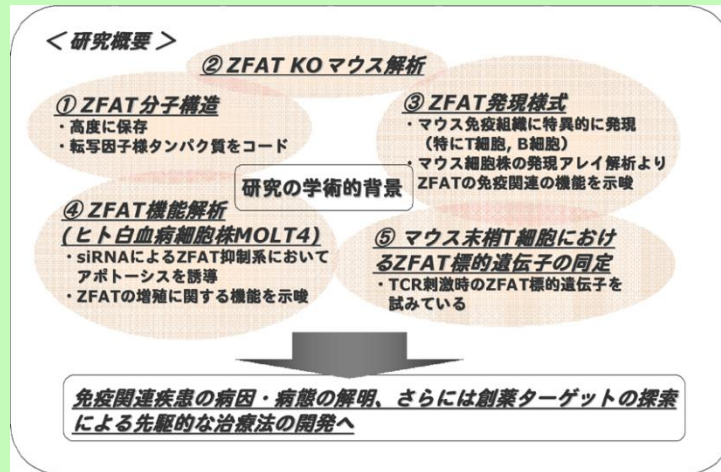 ＜研究概要＞
② ZFAT KO マウス解析
① ZFAT分子構造
・高度に保存
・転写因子様タンパク質をコード
③ ZFAT発現様式
・マウス免疫組織に特異的に発現
（特にT細胞, B細胞）
・マウス細胞株の発現アレイ解析より
ZFATの免疫関連の機能を示唆
研究の学術的背景
④ ZFAT機能解析
(ヒト白血病細胞株MOLT4)
・siRNAによるZFAT抑制系において
アポトーシスを誘導
・ZFATの増殖に関する機能を示唆
⑤ マウス末梢T細胞におけ
るZFAT標的遺伝子の同定
・TCR刺激時のZFAT標的遺伝子を
試みている
免疫関連疾患の病因・病態の解明、さらには創薬ターゲットの探索
による先駆的な治療法の開発へ